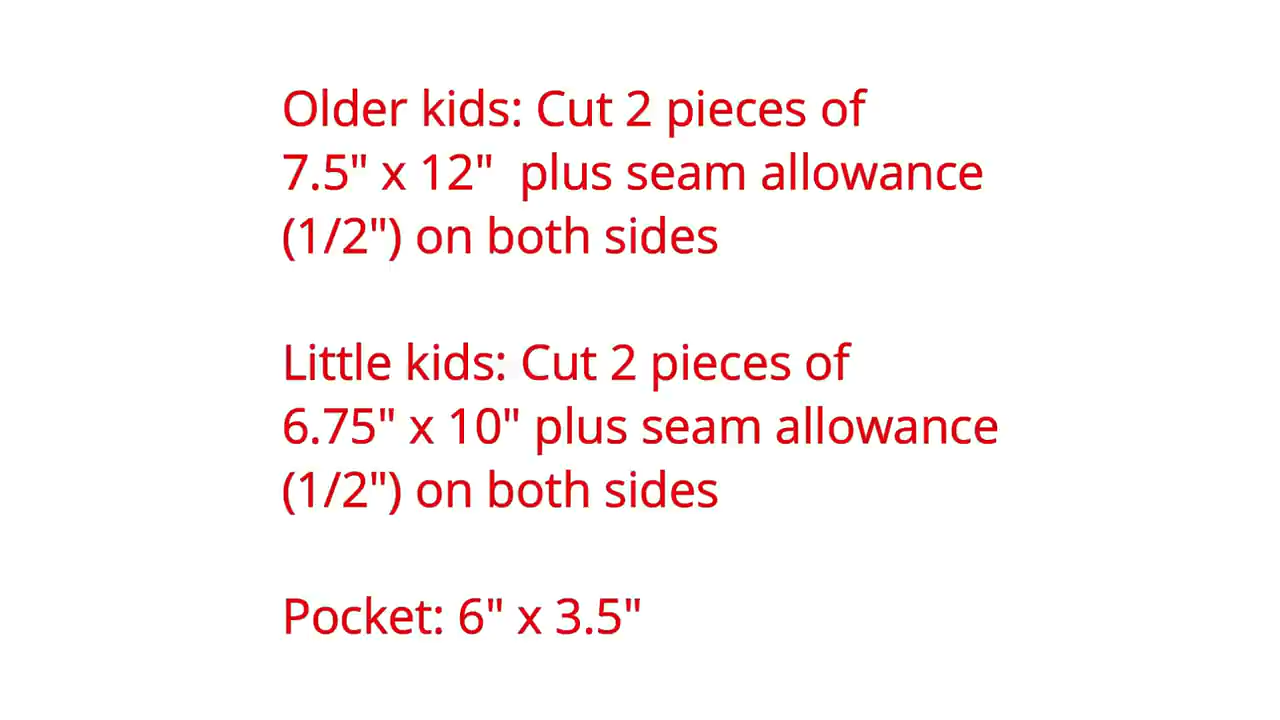 Older kids: Cut 2 pieces of
7.5" x 12"  plus seam allowance
(1/2") on both sides
Little kids: Cut 2 pieces of
6.75" x 10" plus seam allowance
(1/2") on both sides
Pocket: 6" x 3.5"